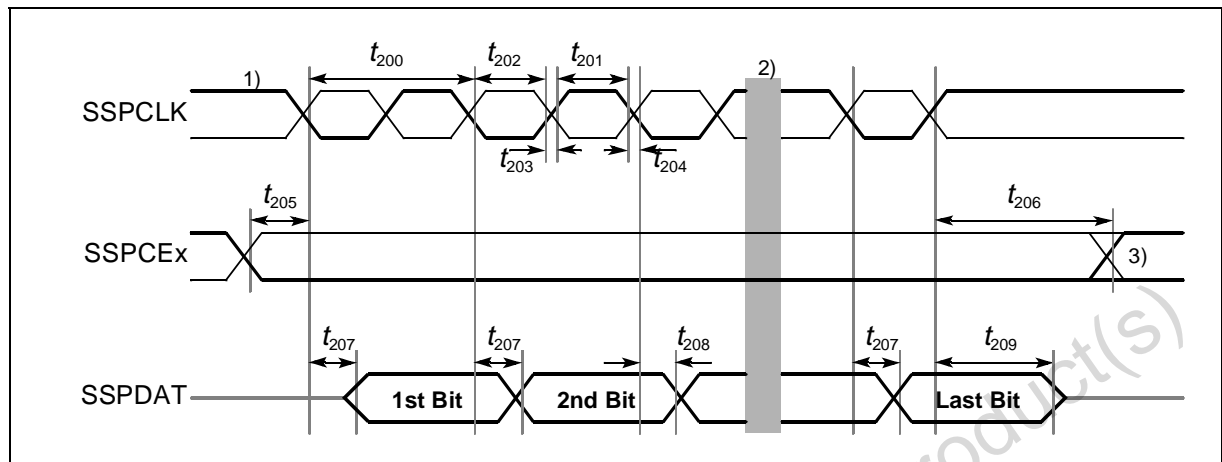 t200 t202 t201
1) 2)
SSPCLK
t203 t204
t205 t206
SSPCEx 3)
t207 t207 t208 t207 t209
SSPDAT 1st Bit 2nd Bit Last Bit